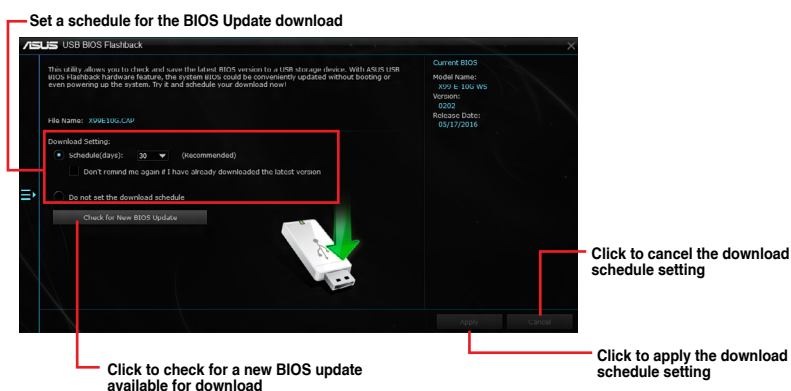 Set a schedule for the BIOS Update download
ASUS USB BIOS Flashback
This utility allows you to check and save the latest BIOS version to a USB storage device. With ASUS USB
BIOS Flashback hardware feature, the system BIOS could be conveniently updated without booting or
even powering up the system. Try it and schedule your download now!
File Name: X99E10G.CAP
Download Setting:
Schedule(days): 30 (Recommended)
Don't remind me again if I have already downloaded the latest version
Do not set the download schedule
Check for New BIOS Update
Current BIOS
Model Name:
X99-E-10G WS
Version:
0202
Release Date:
05/17/2016
Apply Cancel
Click to cancel the download
schedule setting
Click to apply the download
schedule setting
Click to check for a new BIOS update
available for download